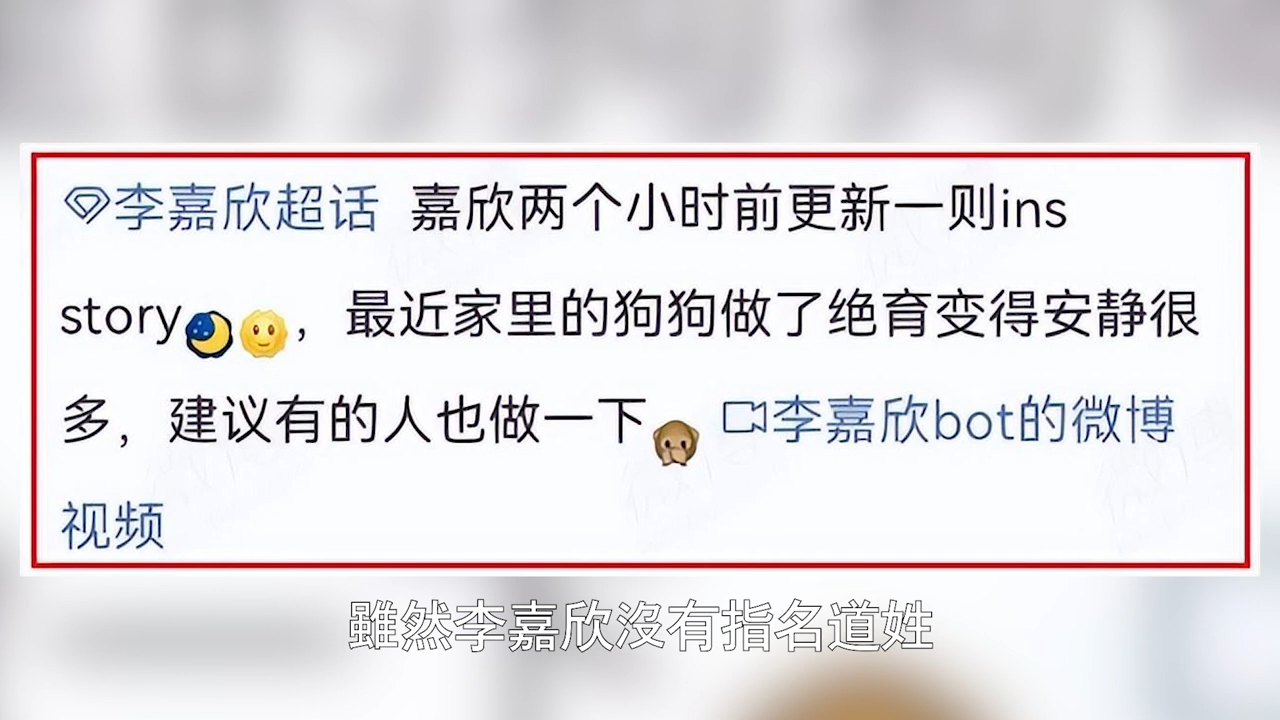 李嘉欣超话 嘉欣两个小时前更新一则ins
story🌜🌞，最近家里的狗狗做了绝育变得安静很
多，建议有的人也做一下🙊 李嘉欣bot的微博
视频
雖然李嘉欣沒有指名道姓